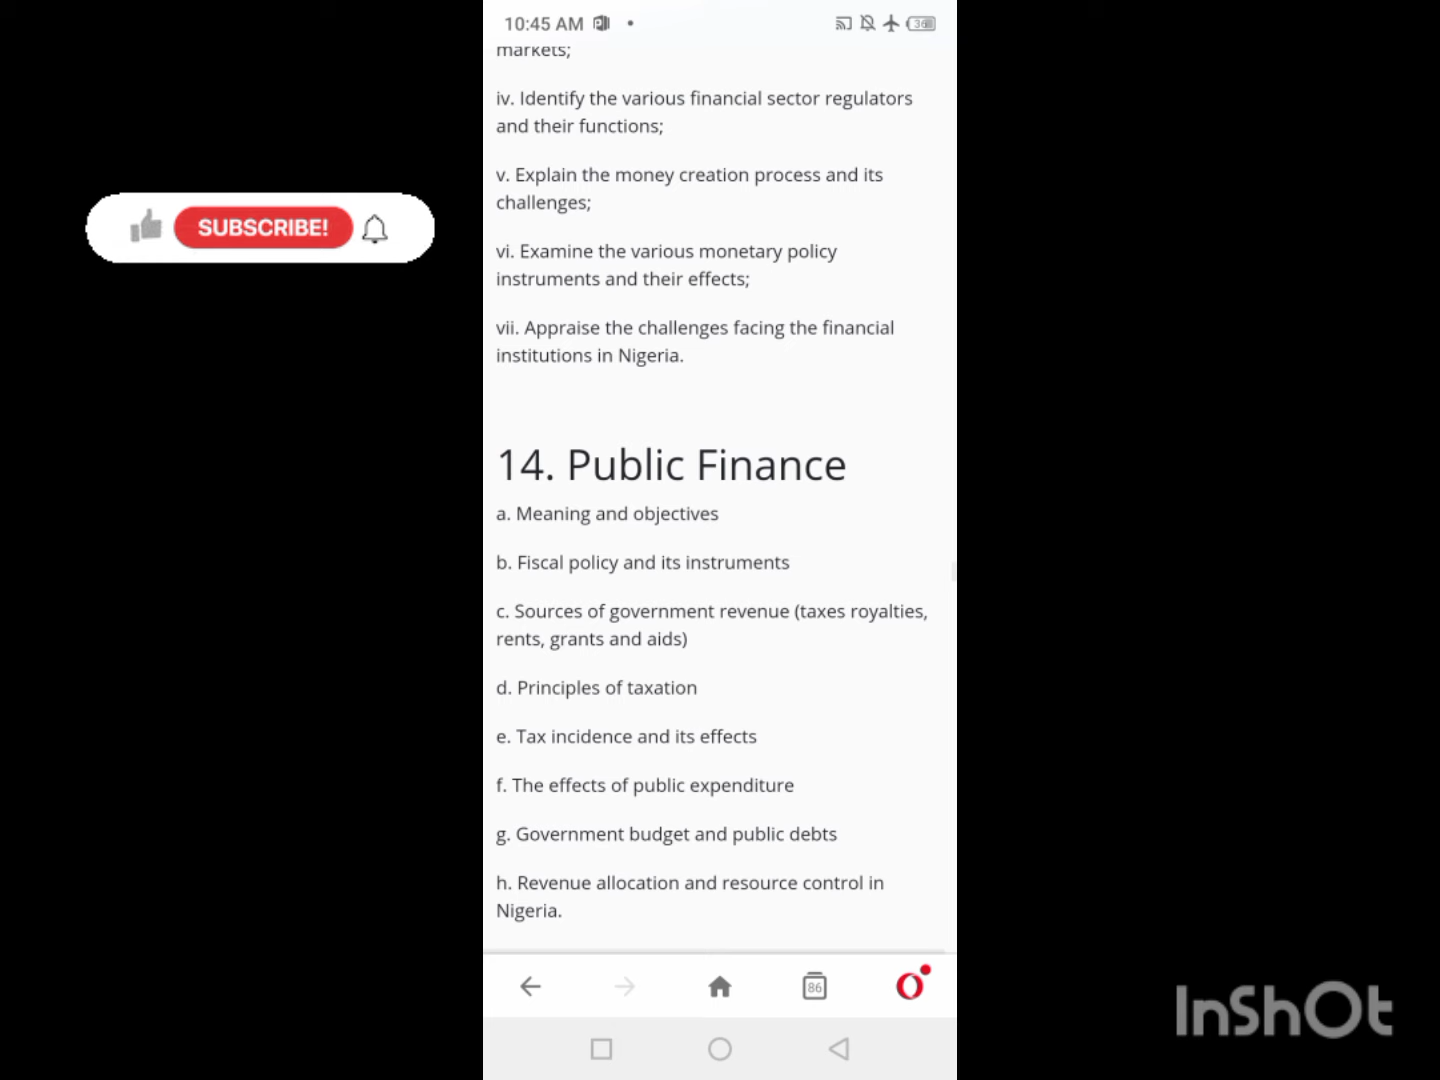 10:45 AM
36
markets;
iv. Identify the various financial sector regulators
and their functions;
v. Explain the money creation process and its
challenges;
vi. Examine the various monetary policy
instruments and their effects;
vii. Appraise the challenges facing the financial
institutions in Nigeria.
SUBSCRIBE!
14. Public Finance
a. Meaning and objectives
b. Fiscal policy and its instruments
c. Sources of government revenue (taxes royalties,
rents, grants and aids)
d. Principles of taxation
e. Tax incidence and its effects
f. The effects of public expenditure
g. Government budget and public debts
h. Revenue allocation and resource control in
Nigeria.
86
InShOt